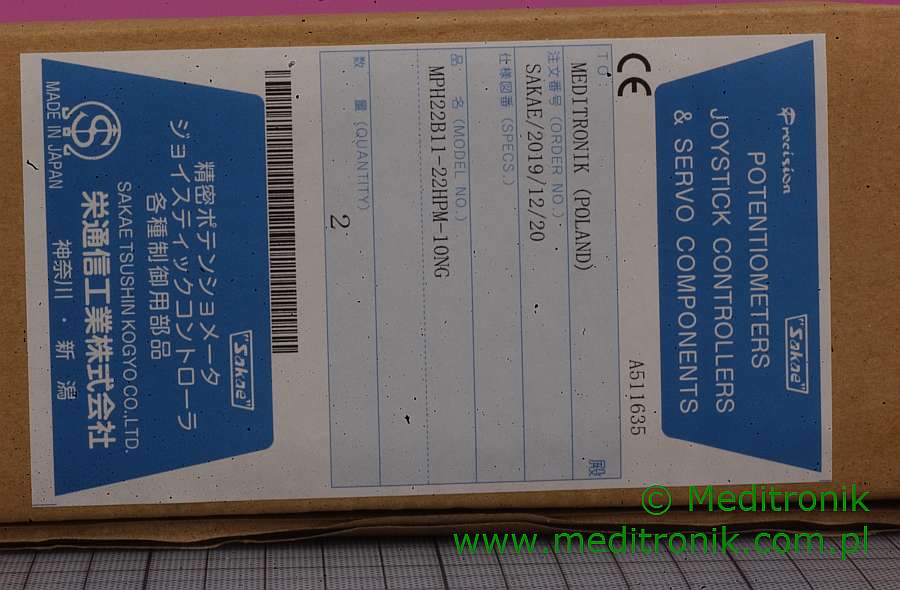 Precision
POTENTIOMETERS
JOYSTICK CONTROLLERS
& SERVO COMPONENTS
"Sakae"
CE
A511635
TO:
殿
MEDITRONIK (POLAND)
注文番号 (ORDER NO.)
SAKAE/2019/12/20
仕様図番 (SPECS.)
品 名 (MODEL NO.)
MPH22B11-22HPM-10NG
数 量 (QUANTITY)
2
"Sakae"
精密ポテンショメータ
ジョイスティックコントローラ
各種制御用部品
SAKAE TSUSHIN KOGYO CO.,LTD.
栄通信工業株式会社
神奈川・新潟
MADE IN JAPAN
© Meditronik
www.meditronik.com.pl